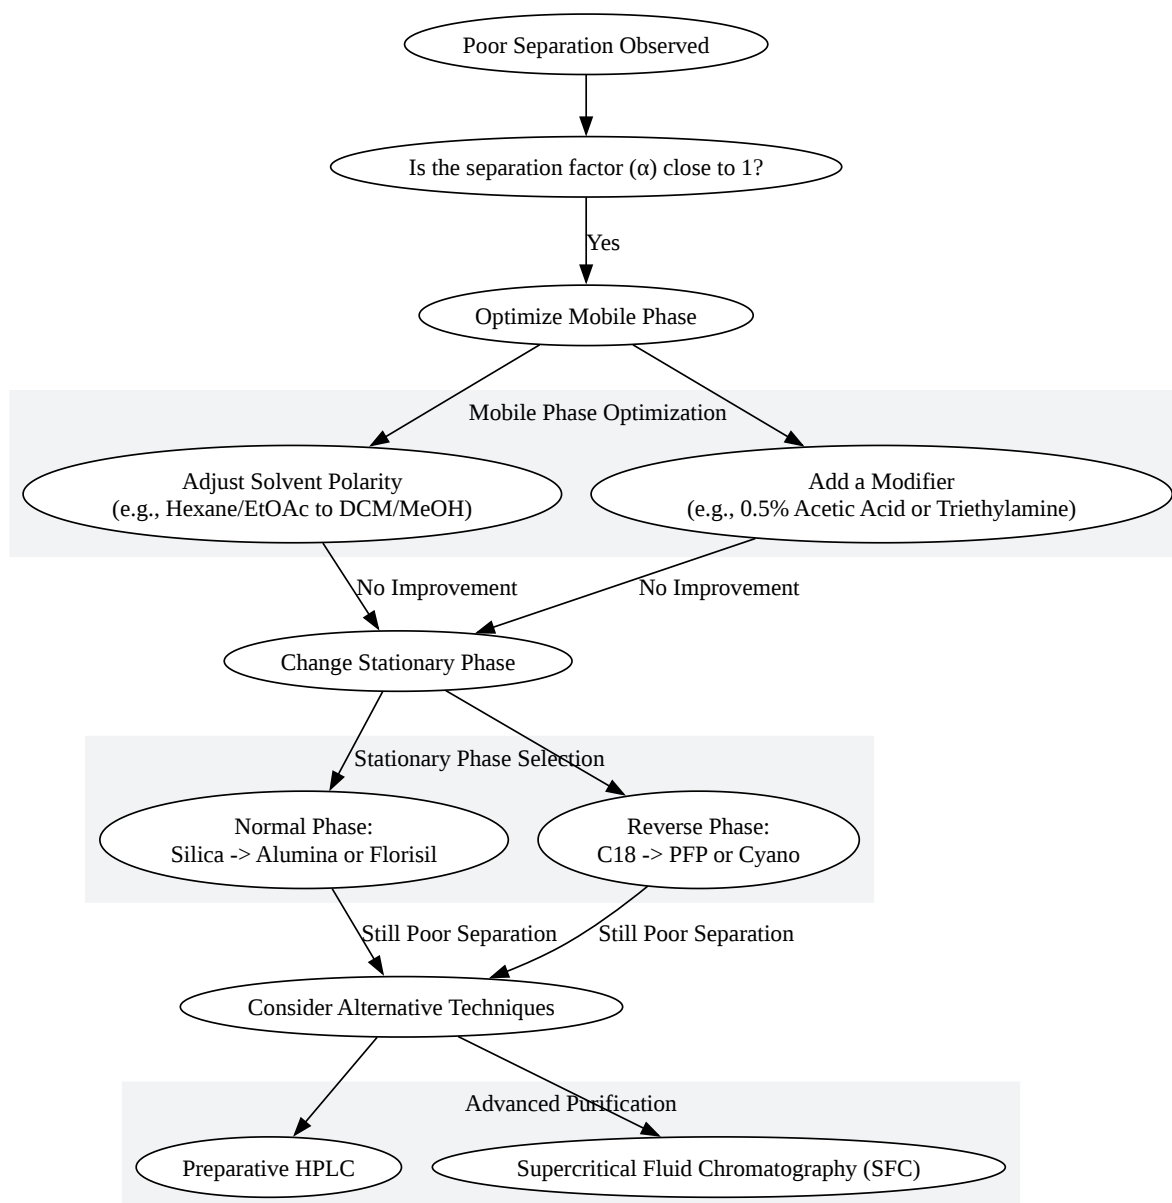 Poor Separation Observed
Is the separation factor (α) close to 1?
Yes
Optimize Mobile Phase
Mobile Phase Optimization
Adjust Solvent Polarity
(e.g., Hexane/EtOAc to DCM/MeOH)
Add a Modifier
(e.g., 0.5% Acetic Acid or Triethylamine)
No Improvement
No Improvement
Change Stationary Phase
Stationary Phase Selection
Normal Phase:
Silica -> Alumina or Florisil
Reverse Phase:
C18 -> PFP or Cyano
Still Poor Separation
Still Poor Separation
Consider Alternative Techniques
Advanced Purification
Preparative HPLC
Supercritical Fluid Chromatography (SFC)